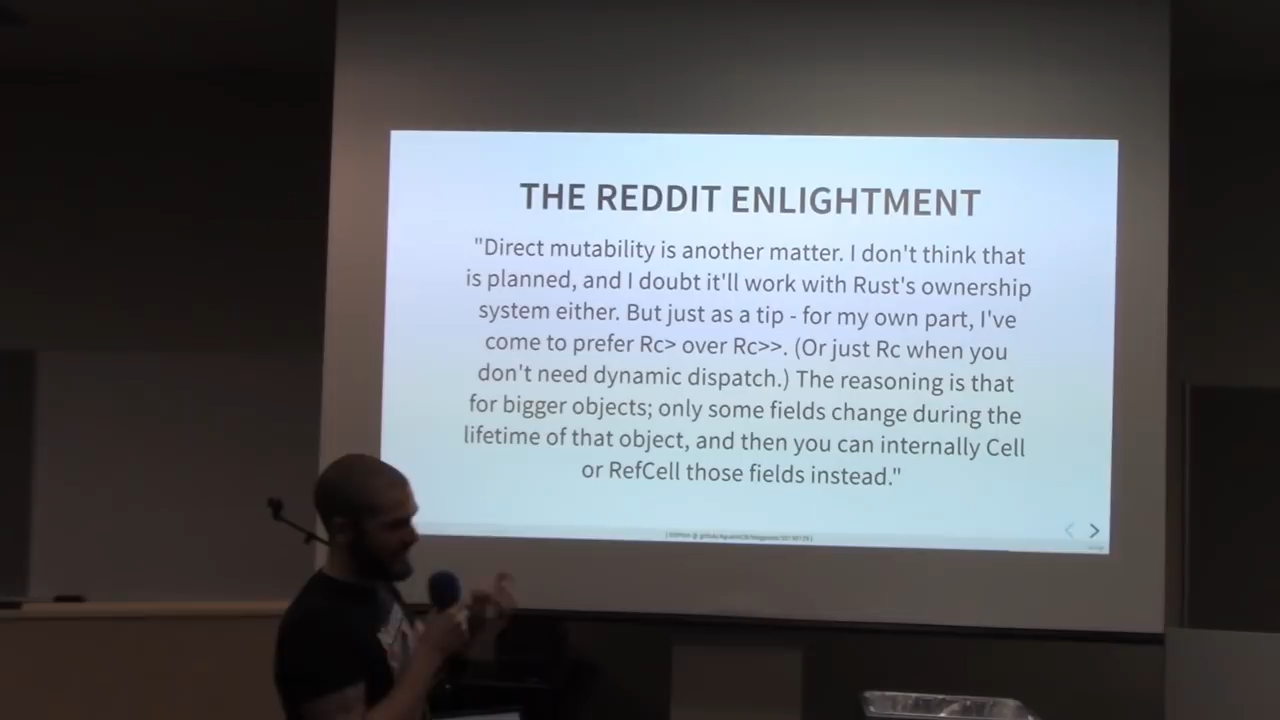 THE REDDIT ENLIGHTMENT
"Direct mutability is another matter. I don't think that
is planned, and I doubt it'll work with Rust's ownership
system either. But just as a tip - for my own part, I've
come to prefer Rc> over Rc>>. (Or just Rc when you
don't need dynamic dispatch.) The reasoning is that
for bigger objects; only some fields change during the
lifetime of that object, and then you can internally Cell
or RefCell those fields instead."